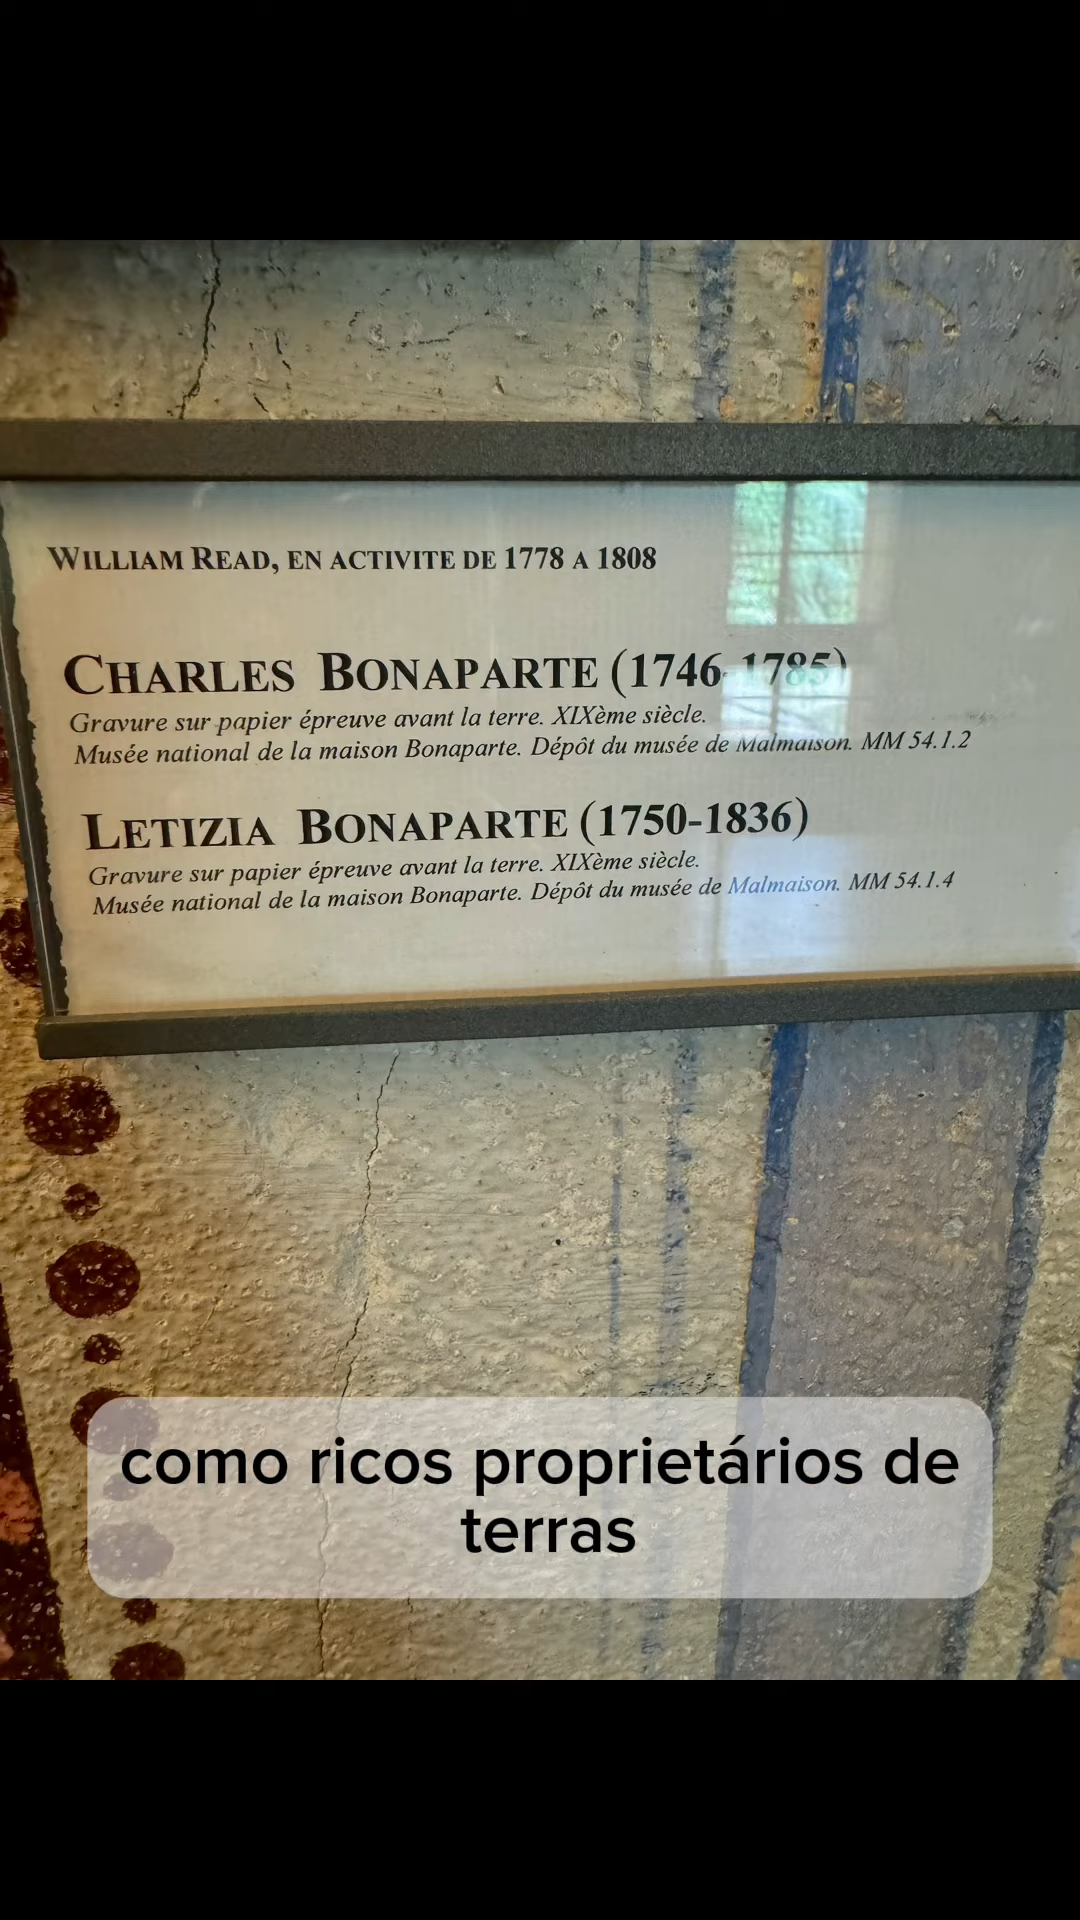 WILLIAM READ, EN ACTIVITE DE 1778 A 1808
CHARLES BONAPARTE (1746-1785)
Gravure sur papier épreuve avant la terre. XIXème siècle.
Musée national de la maison Bonaparte. Dépôt du musée de Malmaison. MM 54.1.2
LETIZIA BONAPARTE (1750-1836)
Gravure sur papier épreuve avant la terre. XIXème siècle.
Musée national de la maison Bonaparte. Dépôt du musée de Malmaison. MM 54.1.4
como ricos proprietários de
terras